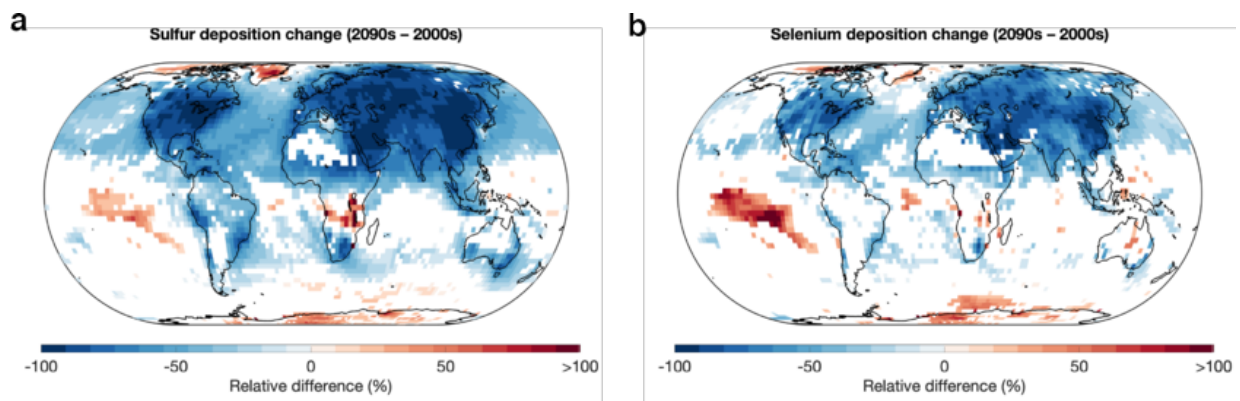 a
Sulfur deposition change (2090s – 2000s)
-100 -50 0 50 >100
Relative difference (%)
b
Selenium deposition change (2090s – 2000s)
-100 -50 0 50 >100
Relative difference (%)